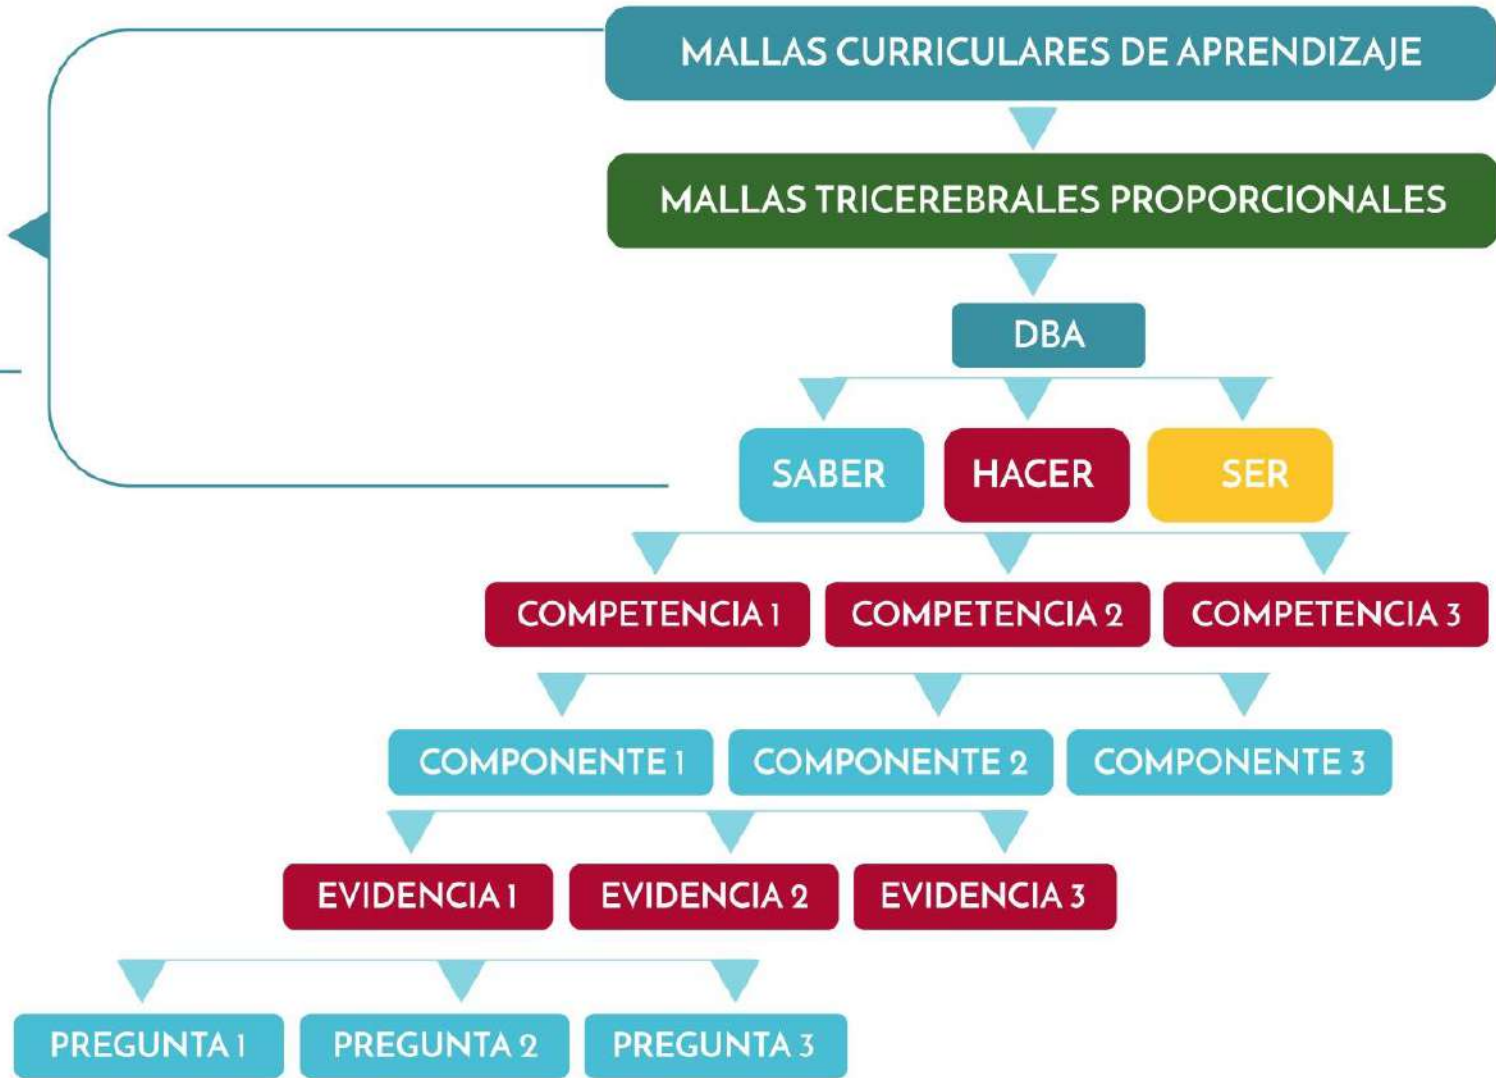 MALLAS CURRICULARES DE APRENDIZAJE
MALLAS TRICEREBRALES PROPORCIONALES
DBA
SABER
HACER
SER
COMPETENCIA 1
COMPETENCIA 2
COMPETENCIA 3
COMPONENTE 1
COMPONENTE 2
COMPONENTE 3
EVIDENCIA 1
EVIDENCIA 2
EVIDENCIA 3
PREGUNTA 1
PREGUNTA 2
PREGUNTA 3